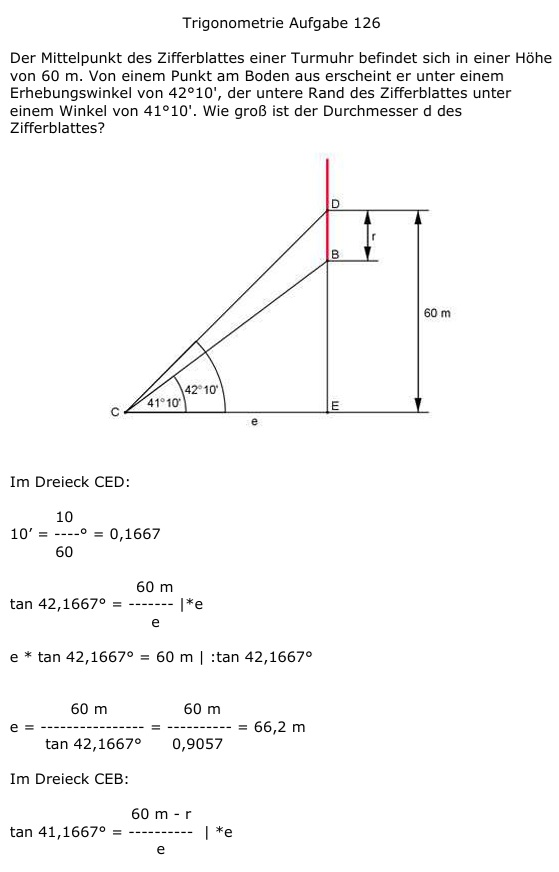 Trigonometrie Aufgabe 126
Der Mittelpunkt des Zifferblattes einer Turmuhr befindet sich in einer Höhe
von 60 m. Von einem Punkt am Boden aus erscheint er unter einem
Erhebungswinkel von 42°10', der untere Rand des Zifferblattes unter
einem Winkel von 41°10'. Wie groß ist der Durchmesser d des
Zifferblattes?
D
r
B
60 m
42°10'
41°10'
C
E
e
Im Dreieck CED:
10
10’ = ----° = 0,1667
60
60 m
tan 42,1667° = ------- |*e
e
e * tan 42,1667° = 60 m | :tan 42,1667°
60 m 60 m
e = ---------------- = ---------- = 66,2 m
tan 42,1667° 0,9057
Im Dreieck CEB:
60 m - r
tan 41,1667° = ---------- | *e
e